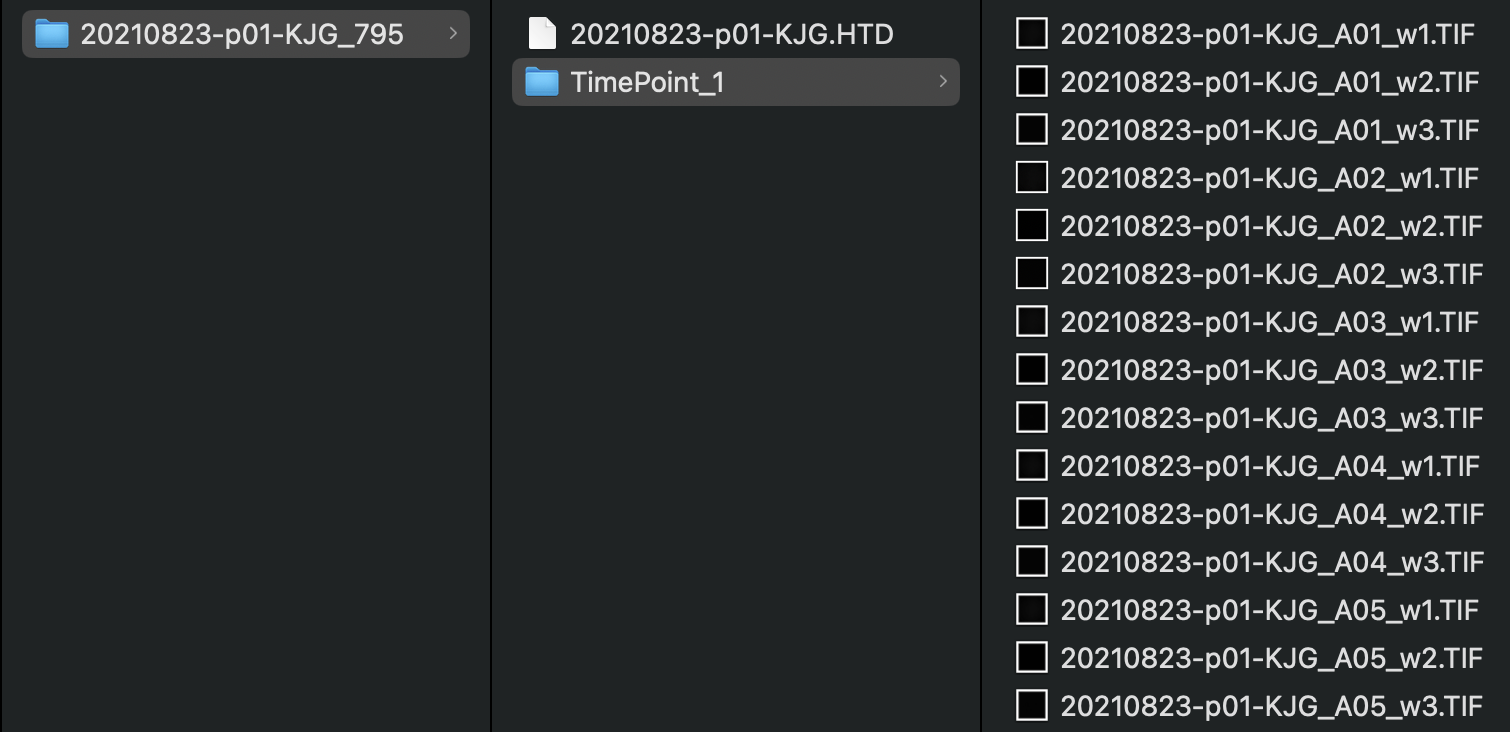 20210823-p01-KJG_795
20210823-p01-KJG.HTD
TimePoint_1
20210823-p01-KJG_A01_w1.TIF
20210823-p01-KJG_A01_w2.TIF
20210823-p01-KJG_A01_w3.TIF
20210823-p01-KJG_A02_w1.TIF
20210823-p01-KJG_A02_w2.TIF
20210823-p01-KJG_A02_w3.TIF
20210823-p01-KJG_A03_w1.TIF
20210823-p01-KJG_A03_w2.TIF
20210823-p01-KJG_A03_w3.TIF
20210823-p01-KJG_A04_w1.TIF
20210823-p01-KJG_A04_w2.TIF
20210823-p01-KJG_A04_w3.TIF
20210823-p01-KJG_A05_w1.TIF
20210823-p01-KJG_A05_w2.TIF
20210823-p01-KJG_A05_w3.TIF